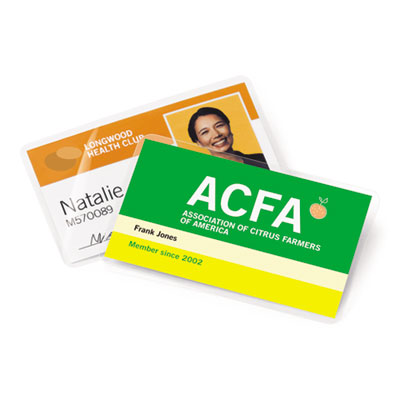 LONGWOOD
HEALTH CLUB
Natalie
M570089
ACFA
ASSOCIATION OF CITRUS FARMERS
OF AMERICA
Frank Jones
Member since 2002